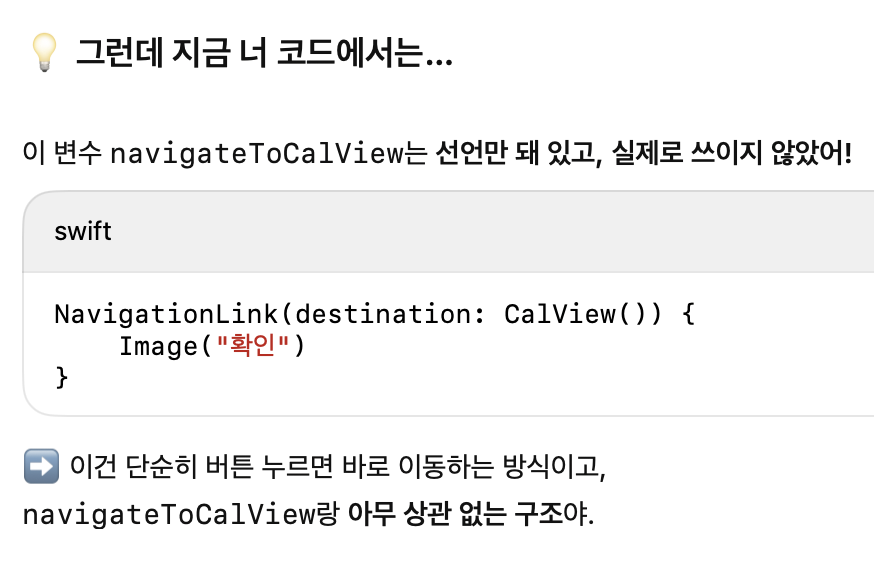 💡 그런데 지금 너 코드에서는...
이 변수 navigateToCalView는 선언만 돼 있고, 실제로 쓰이지 않았어!
swift
NavigationLink(destination: CalView()) {
    Image("확인")
}
➡️ 이건 단순히 버튼 누르면 바로 이동하는 방식이고,
navigateToCalView랑 아무 상관 없는 구조야.